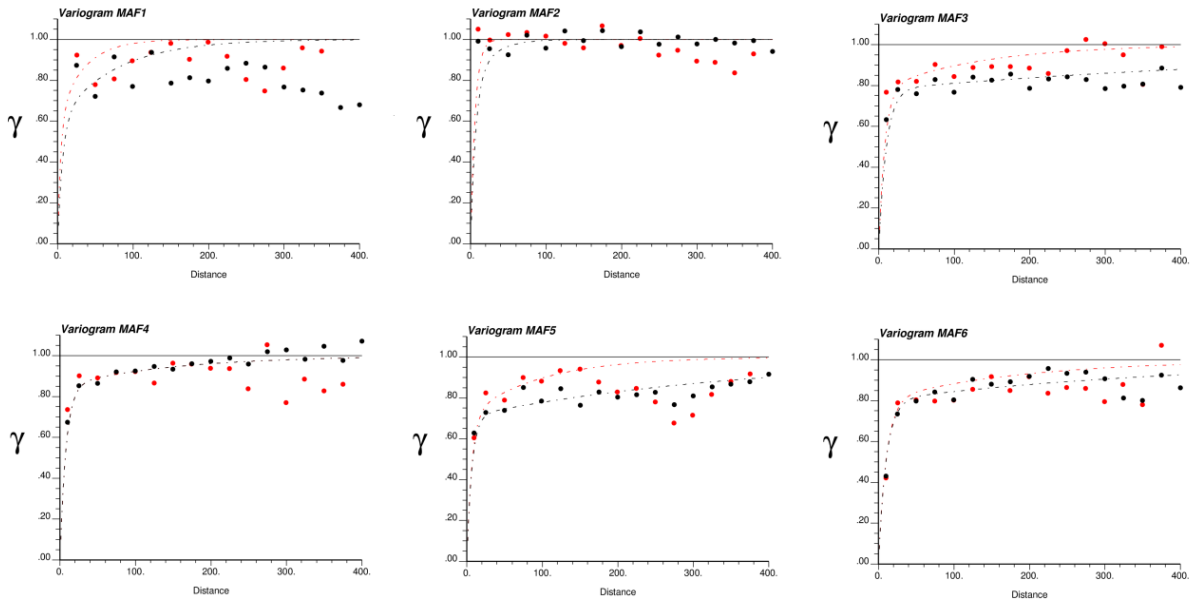 Variogram MAF1
γ
1.00
.80
.60
.40
.20
.00
0. 100. 200. 300. 400.
Distance
Variogram MAF2
γ
1.00
.80
.60
.40
.20
.00
0. 100. 200. 300. 400.
Distance
Variogram MAF3
γ
1.00
.80
.60
.40
.20
.00
0. 100. 200. 300. 400.
Distance
Variogram MAF4
γ
1.00
.80
.60
.40
.20
.00
0. 100. 200. 300. 400.
Distance
Variogram MAF5
γ
1.00
.80
.60
.40
.20
.00
0. 100. 200. 300. 400.
Distance
Variogram MAF6
γ
1.00
.80
.60
.40
.20
.00
0. 100. 200. 300. 400.
Distance